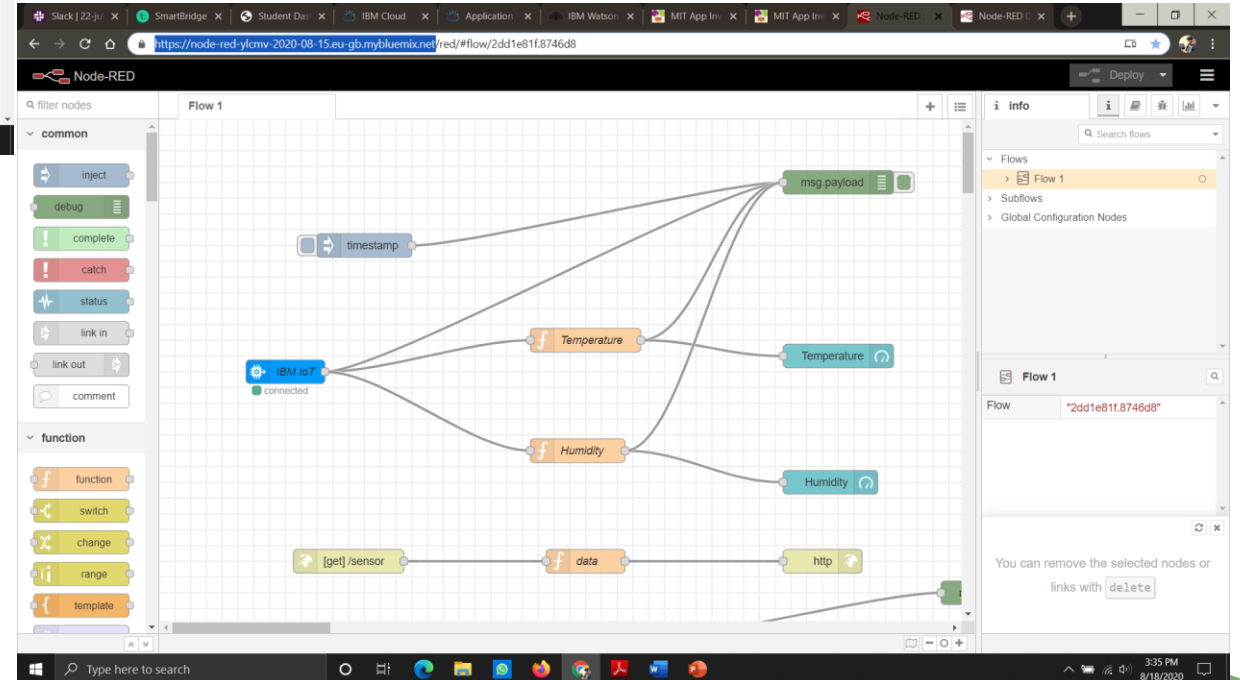 Slack | 22-jul
SmartBridge
Student Das
IBM Cloud
Application
IBM Watson
MIT App Inv
MIT App Inv
Node-RED
Node-RED
https://node-red-ylcmv-2020-08-15.eu-gb.mybluemix.net/red/#flow/2dd1e81f.8746d8
Node-RED
Deploy
filter nodes
Flow 1
i info
i
common
Search flows
inject
debug
complete
catch
status
link in
link out
comment
function
function
switch
change
range
template
msg.payload
timestamp
Temperature
Temperature
IBM IoT
connected
Humidity
Humidity
[get] /sensor
data
http
Flows
Flow 1
Subflows
Global Configuration Nodes
Flow 1
Flow "2dd1e81f.8746d8"
You can remove the selected nodes or
links with delete
Type here to search
3:35 PM
8/18/2020